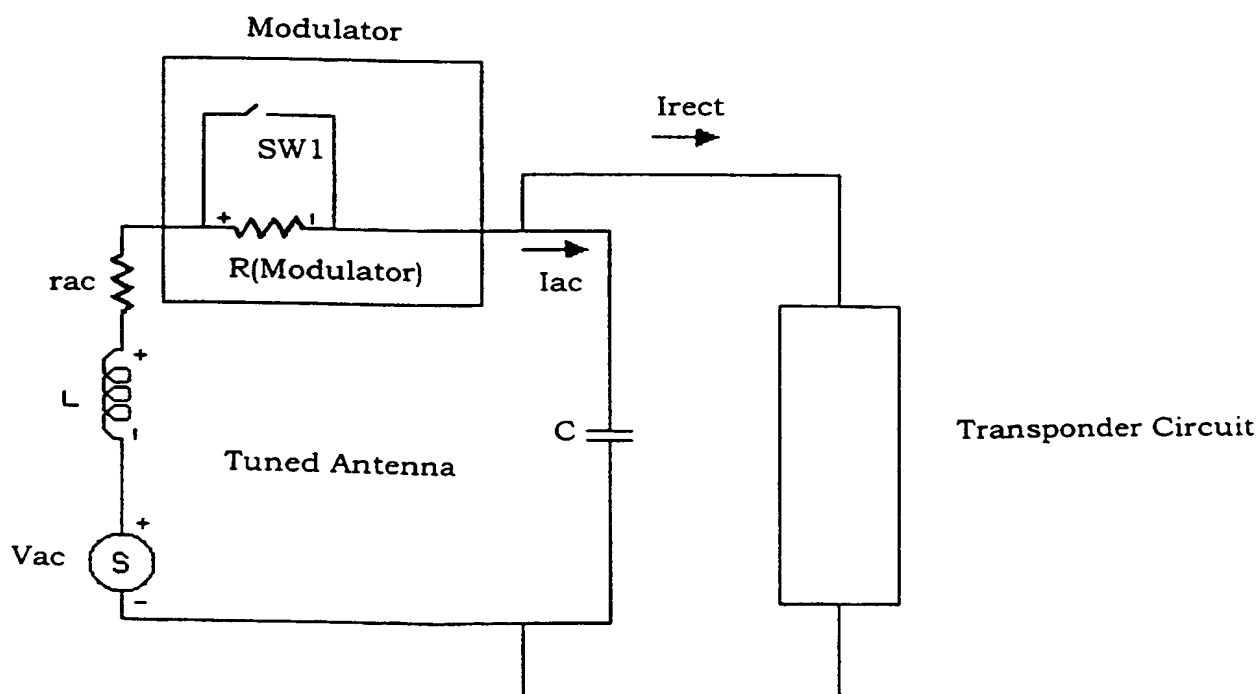 Modulator
Irect
SW1
+
R(Modulator)
Iac
rac
+
L
C
Transponder Circuit
Tuned Antenna
+
Vac
S
-